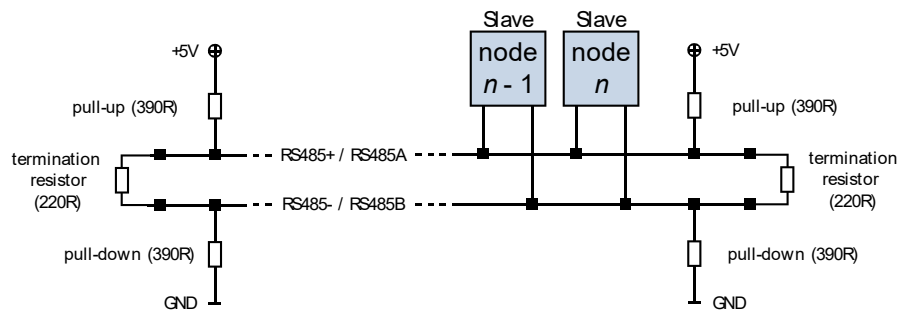 Slave
Slave
+5V
node
n - 1
node
n
+5V
pull-up (390R)
pull-up (390R)
termination
resistor
(220R)
RS485+ / RS485A
termination
resistor
(220R)
RS485- / RS485B
pull-down (390R)
pull-down (390R)
GND
GND